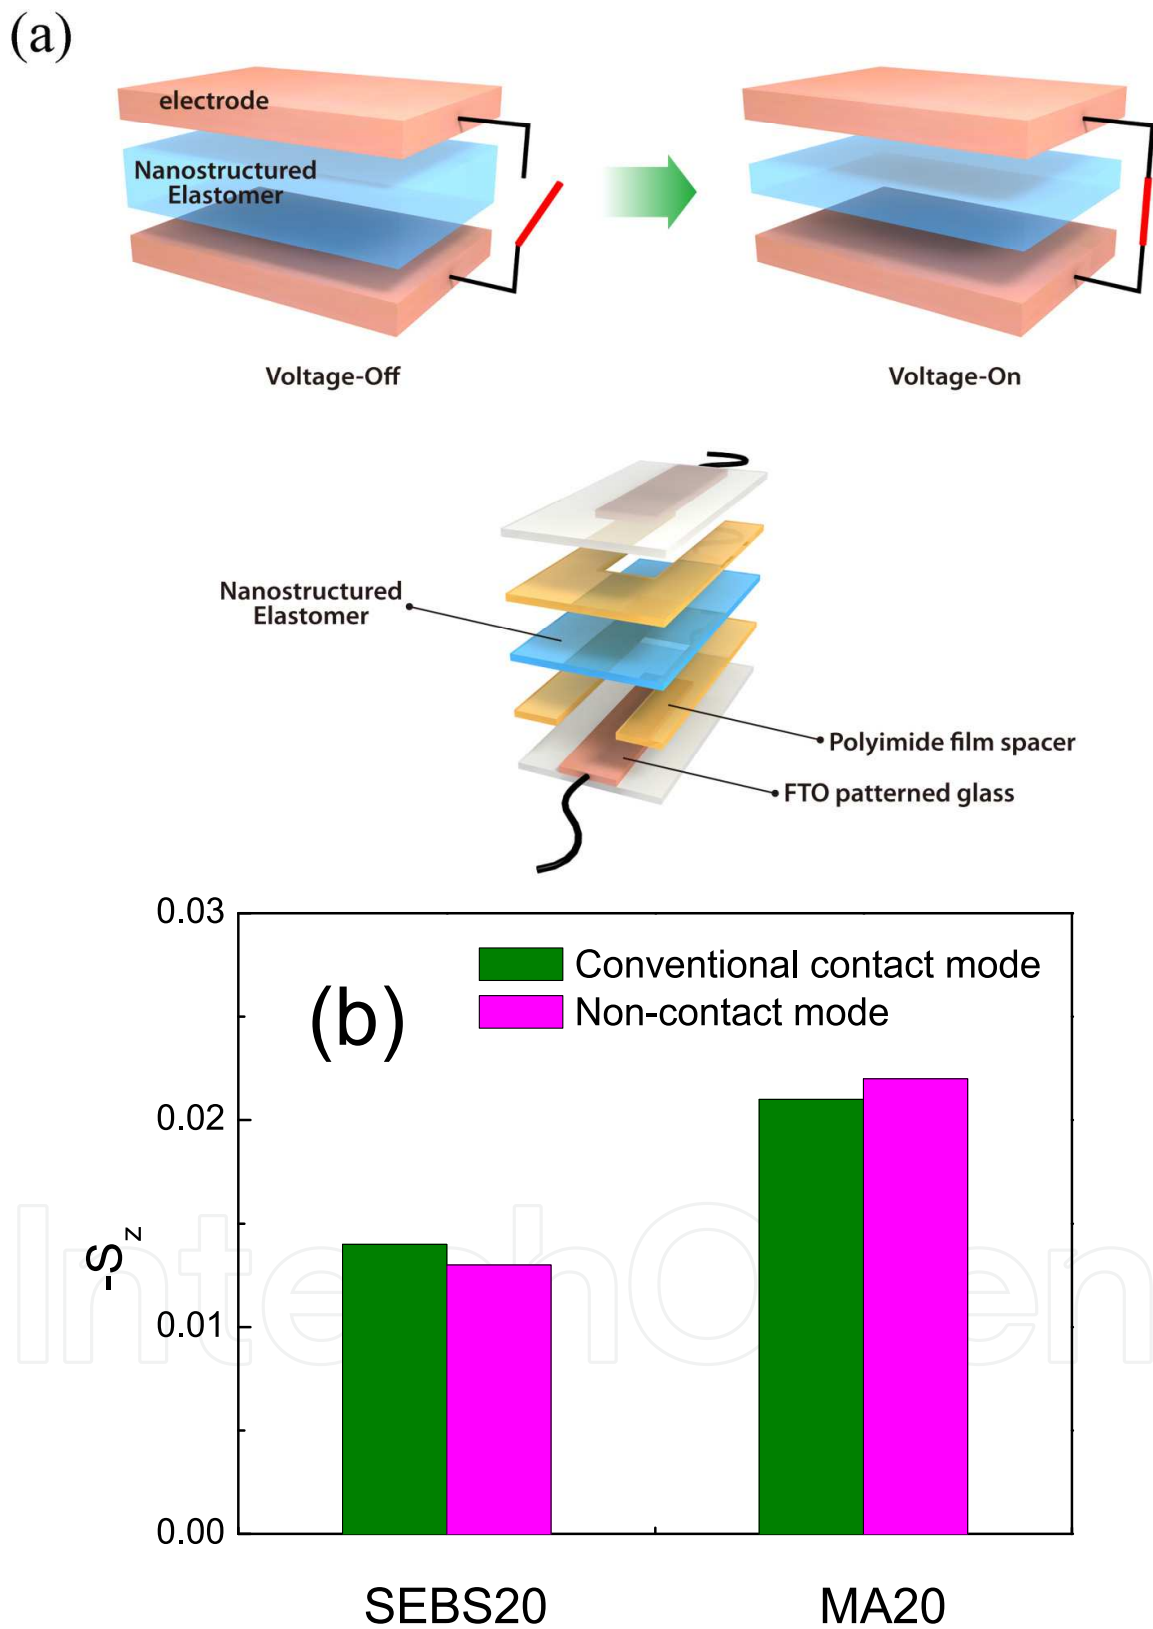 (a)
electrode
Nanostructured
Elastomer
Voltage-Off
Voltage-On
Nanostructured
Elastomer
Polyimide film spacer
FTO patterned glass
0.03
Conventional contact mode
Non-contact mode
(b)
0.02
-S_z
0.01
0.00
SEBS20
MA20
IntechOpen